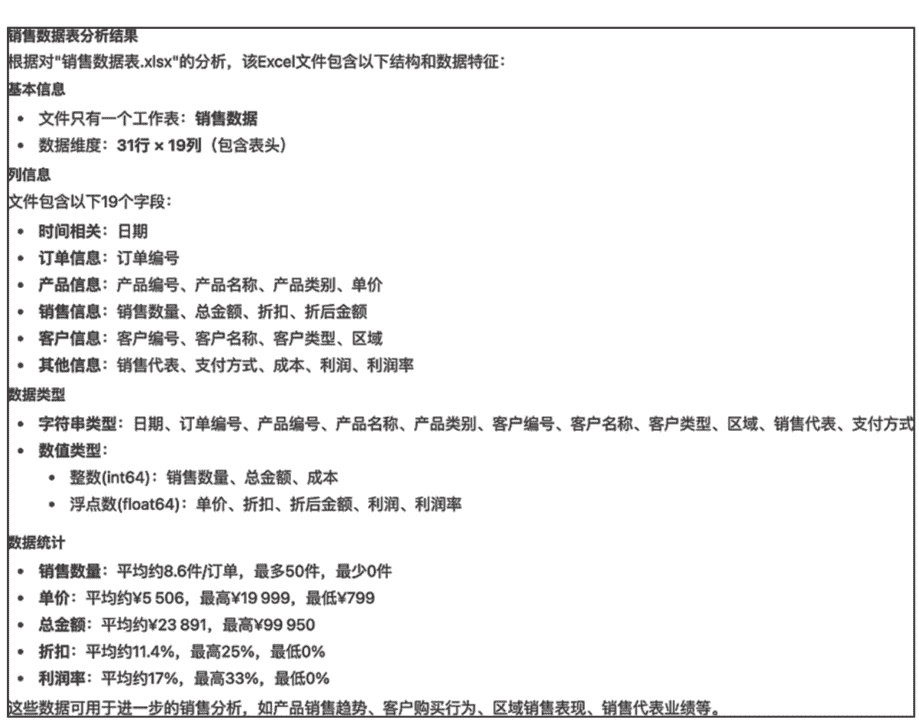 销售数据表分析结果
根据对"销售数据表.xlsx"的分析，该Excel文件包含以下结构和数据特征：
基本信息
• 文件只有一个工作表：销售数据
• 数据维度：31行 × 19列（包含表头）
列信息
文件包含以下19个字段：
• 时间相关：日期
• 订单信息：订单编号
• 产品信息：产品编号、产品名称、产品类别、单价
• 销售信息：销售数量、总金额、折扣、折后金额
• 客户信息：客户编号、客户名称、客户类型、区域
• 其他信息：销售代表、支付方式、成本、利润、利润率
数据类型
• 字符串类型：日期、订单编号、产品编号、产品名称、产品类别、客户编号、客户名称、客户类型、区域、销售代表、支付方式
• 数值类型：
• 整数(int64)：销售数量、总金额、成本
• 浮点数(float64)：单价、折扣、折后金额、利润、利润率
数据统计
• 销售数量：平均约8.6件/订单，最多50件，最少0件
• 单价：平均约¥5 506，最高¥19 999，最低¥799
• 总金额：平均约¥23 891，最高¥99 950
• 折扣：平均约11.4%，最高25%，最低0%
• 利润率：平均约17%，最高33%，最低0%
这些数据可用于进一步的销售分析，如产品销售趋势、客户购买行为、区域销售表现、销售代表业绩等。